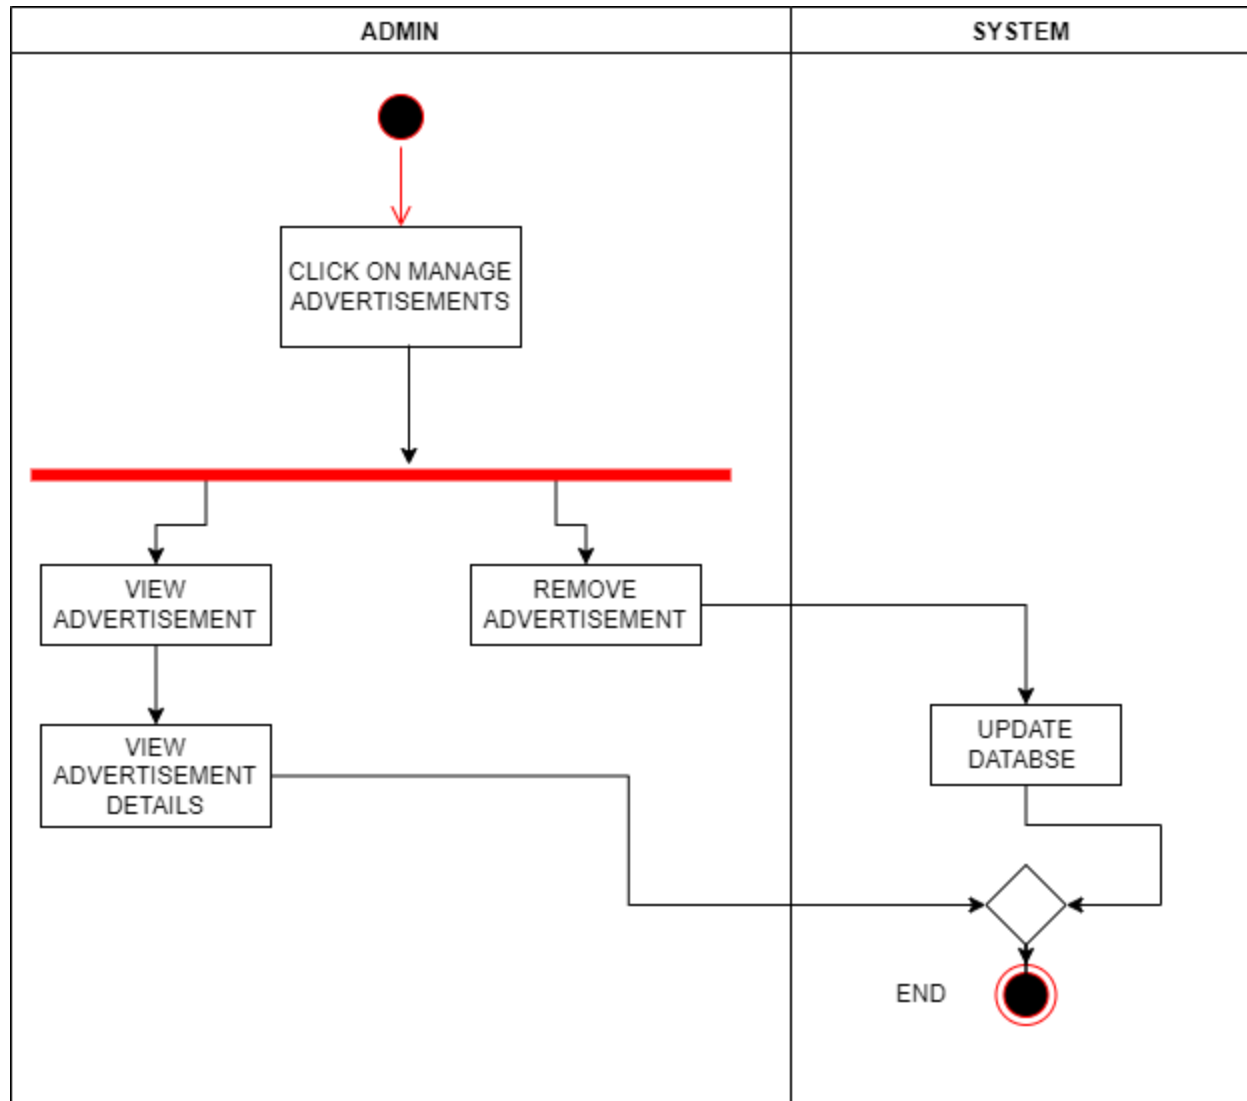 ADMIN
SYSTEM
CLICK ON MANAGE
ADVERTISEMENTS
VIEW
ADVERTISEMENT
REMOVE
ADVERTISEMENT
VIEW
ADVERTISEMENT
DETAILS
UPDATE
DATABSE
END